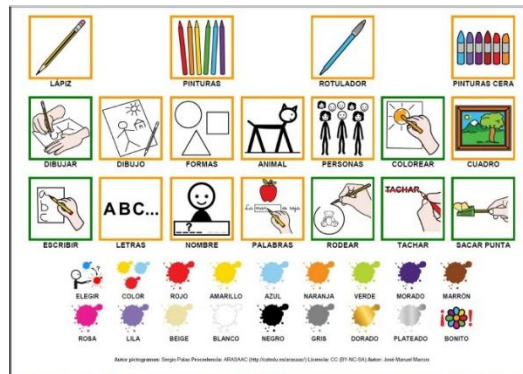 LÁPIZ PINTURAS ROTULADOR PINTURAS CERA
DIBUJAR DIBUJO FORMAS ANIMAL PERSONAS COLOREAR CUADRO
ABC...
?
TACHAR
ESCRIBIR LETRAS NOMBRE PALABRAS RODEAR TACHAR SACAR PUNTA
ELEGIR COLOR ROJO AMARILLO AZUL NARANJA VERDE MORADO MARRÓN
ROSA LILA BEIGE BLANCO NEGRO GRIS DORADO PLATEADO BONITO
Autor pictogramas: Sergio Palao Procedencia: ARASAAC (http://catedu.es/arasaac/) Licencia: CC (BY-NC-SA) Autor: José Manuel Marcos